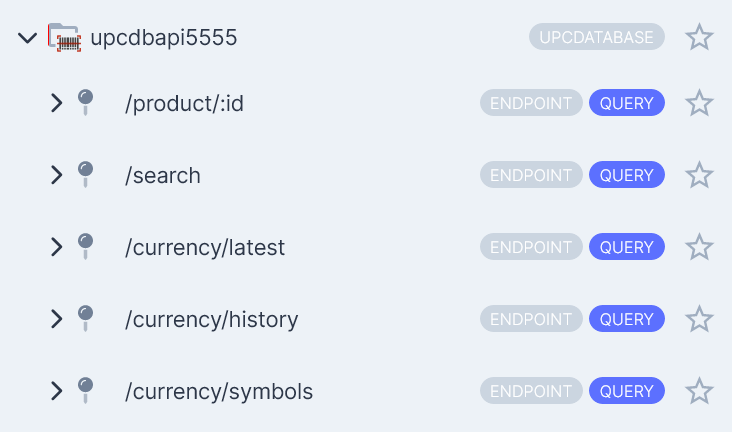 upcdbapi5555 UPCDATABASE
/product/:id ENDPOINT QUERY
/search ENDPOINT QUERY
/currency/latest ENDPOINT QUERY
/currency/history ENDPOINT QUERY
/currency/symbols ENDPOINT QUERY